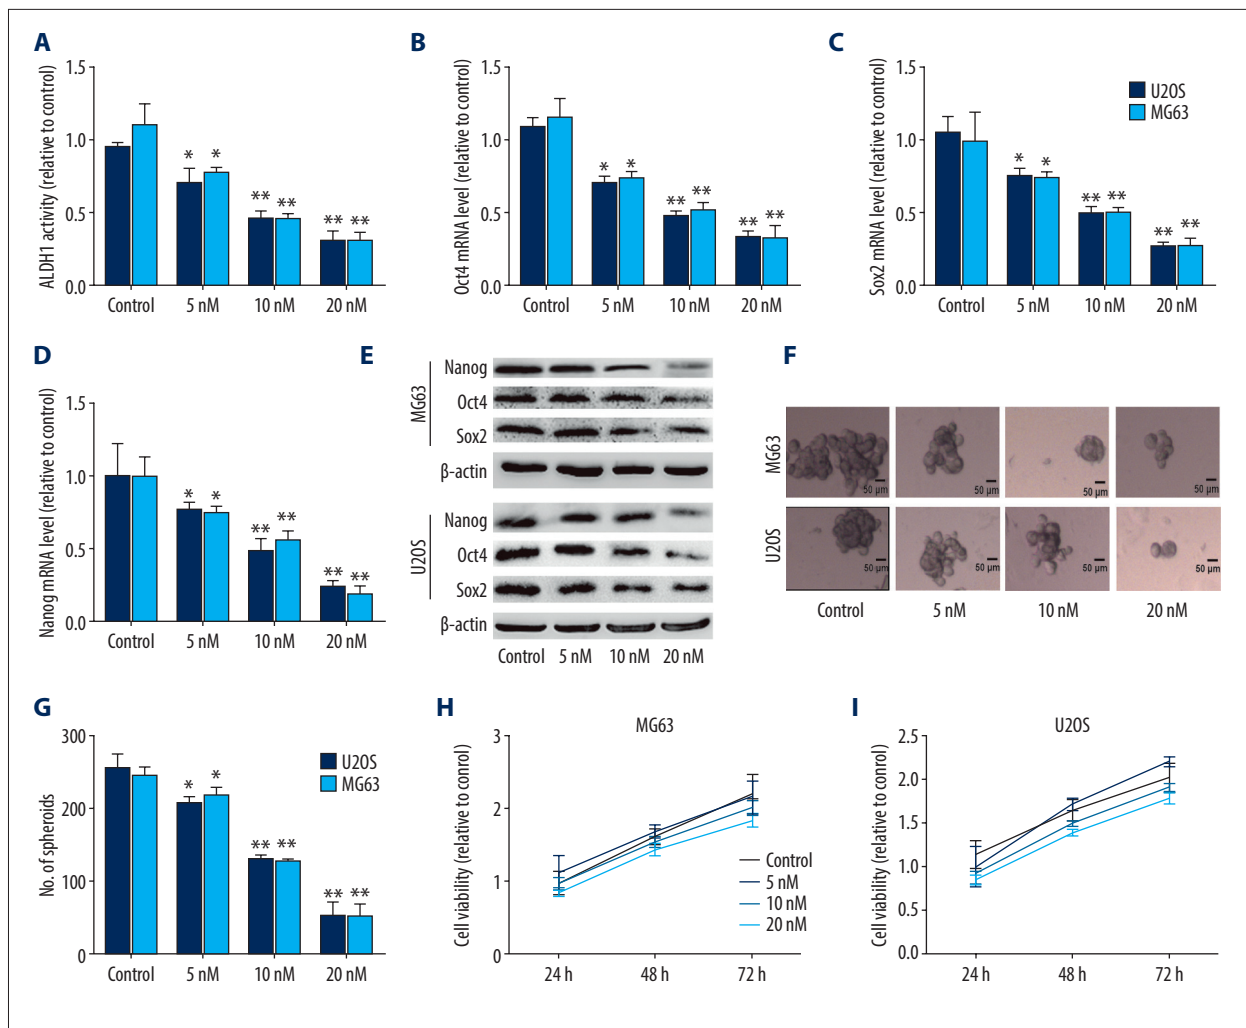 A
ALDH1 activity (relative to control)
1.5
1.0
0.5
0.0
* *
** **
** **
Control 5 nM 10 nM 20 nM
B
Oct4 mRNA level (relative to control)
1.5
1.0
0.5
0.0
* *
** **
** **
Control 5 nM 10 nM 20 nM
C
Sox2 mRNA level (relative to control)
1.5
1.0
0.5
0.0
* *
** **
** **
U2OS
MG63
Control 5 nM 10 nM 20 nM
D
Nanog mRNA level (relative to control)
1.5
1.0
0.5
0.0
* *
** **
** **
Control 5 nM 10 nM 20 nM
E
MG63
Nanog
Oct4
Sox2
β-actin
U2OS
Nanog
Oct4
Sox2
β-actin
Control 5 nM 10 nM 20 nM
F
MG63
50 µm 50 µm 50 µm 50 µm
U2OS
50 µm 50 µm 50 µm 50 µm
Control 5 nM 10 nM 20 nM
G
No. of spheroids
300
200
100
0
* *
** **
** **
U2OS
MG63
Control 5 nM 10 nM 20 nM
H
MG63
Cell viability (relative to conrol)
3
2
1
0
Control
5 nM
10 nM
20 nM
24 h 48 h 72 h
I
U2OS
Cell viability (relative to control)
2.5
2.0
1.5
1.0
0.5
0.0
24 h 48 h 72 h